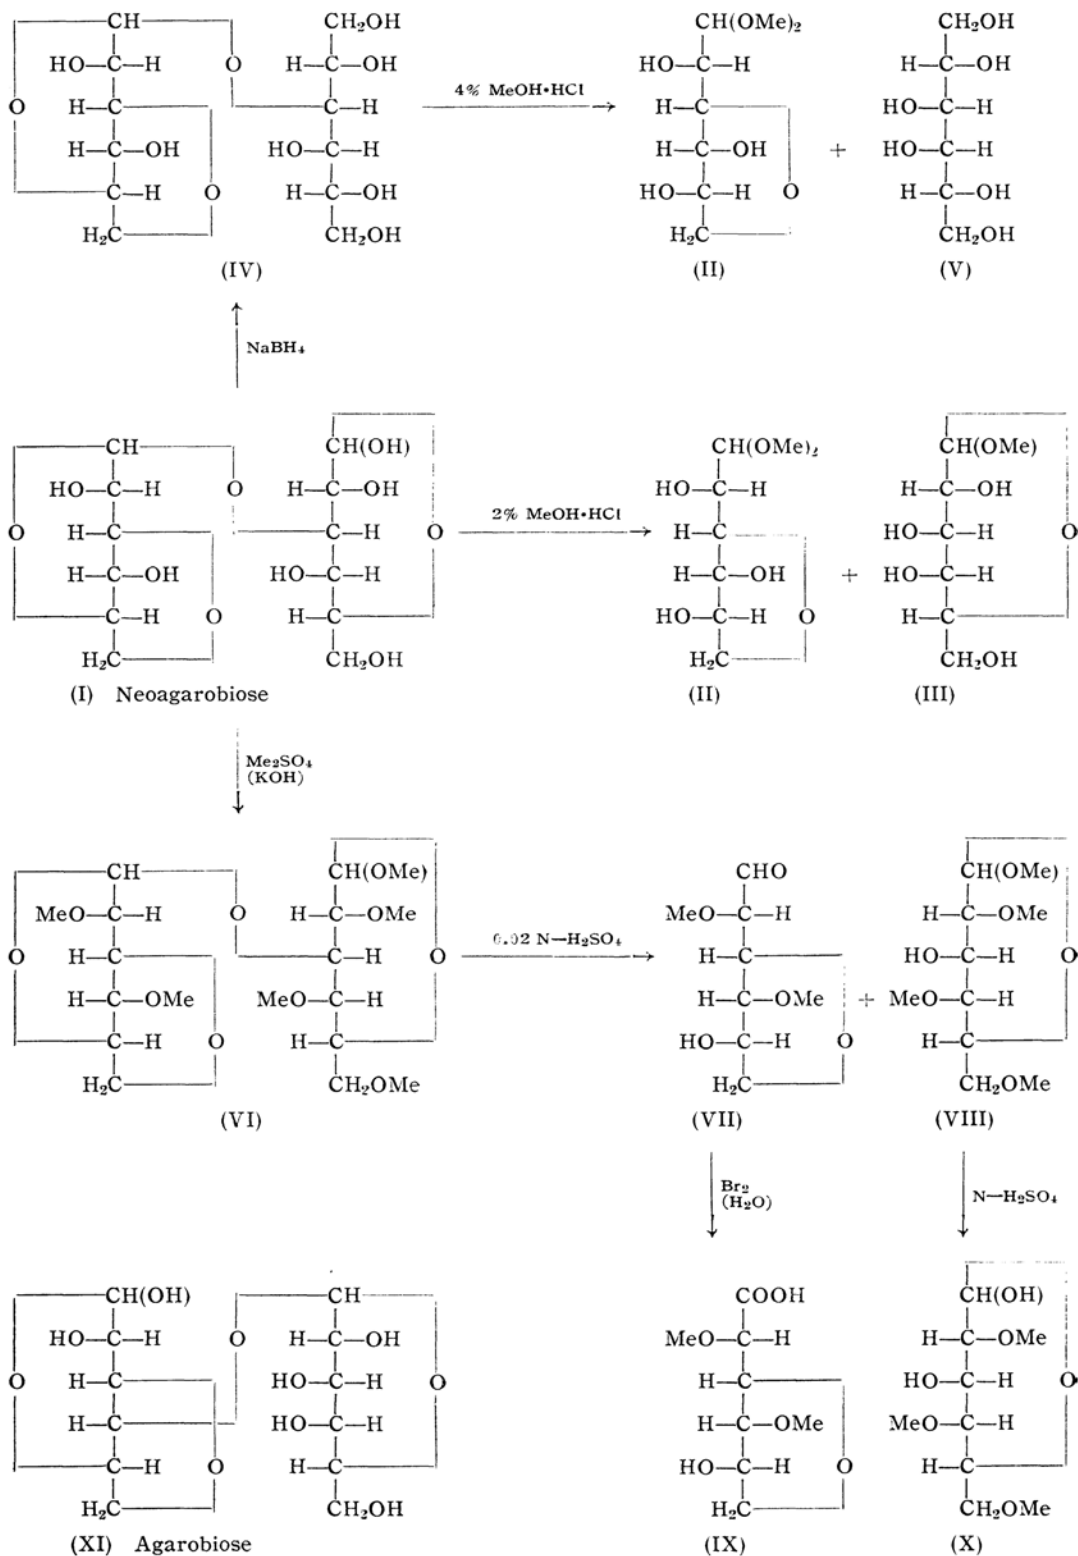 CH CH₂OH CH(OMe)₂ CH₂OH
HO—C—H O H—C—OH HO—C—H H—C—OH
4% MeOH•HCl
O H—C C—H H—C HO—C—H
H—C—OH HO—C—H H—C—OH + HO—C—H
C—H O H—C—OH HO—C—H O H—C—OH
H₂C CH₂OH H₂C CH₂OH
(IV) (II) (V)
NaBH₄
CH CH(OH) CH(OMe)₂ CH(OMe)
HO—C—H O H—C—OH HO—C—H H—C—OH
2% MeOH•HCl
O H—C C—H O H—C HO—C—H O
H—C—OH HO—C—H H—C—OH + HO—C—H
C—H O H—C HO—C—H O H—C
H₂C CH₂OH H₂C CH₂OH
(I) Neoagarobiose (II) (III)
Me₂SO₄
(KOH)
CH CH(OMe) CHO CH(OMe)
MeO—C—H O H—C—OMe MeO—C—H H—C—OMe
0.02 N—H₂SO₄
O H—C C—H O H—C HO—C—H O
H—C—OMe MeO—C—H H—C—OMe + MeO—C—H
C—H O H—C HO—C—H O H—C
H₂C CH₂OMe H₂C CH₂OMe
(VI) (VII) (VIII)
Br₂
(H₂O)
N—H₂SO₄
CH(OH) CH COOH CH(OH)
HO—C—H O H—C—OH MeO—C—H H—C—OMe
O H—C HO—C—H O H—C HO—C—H O
H—C HO—C—H H—C—OMe MeO—C—H
C—H O H—C HO—C—H O H—C
H₂C CH₂OH H₂C CH₂OMe
(XI) Agarobiose (IX) (X)